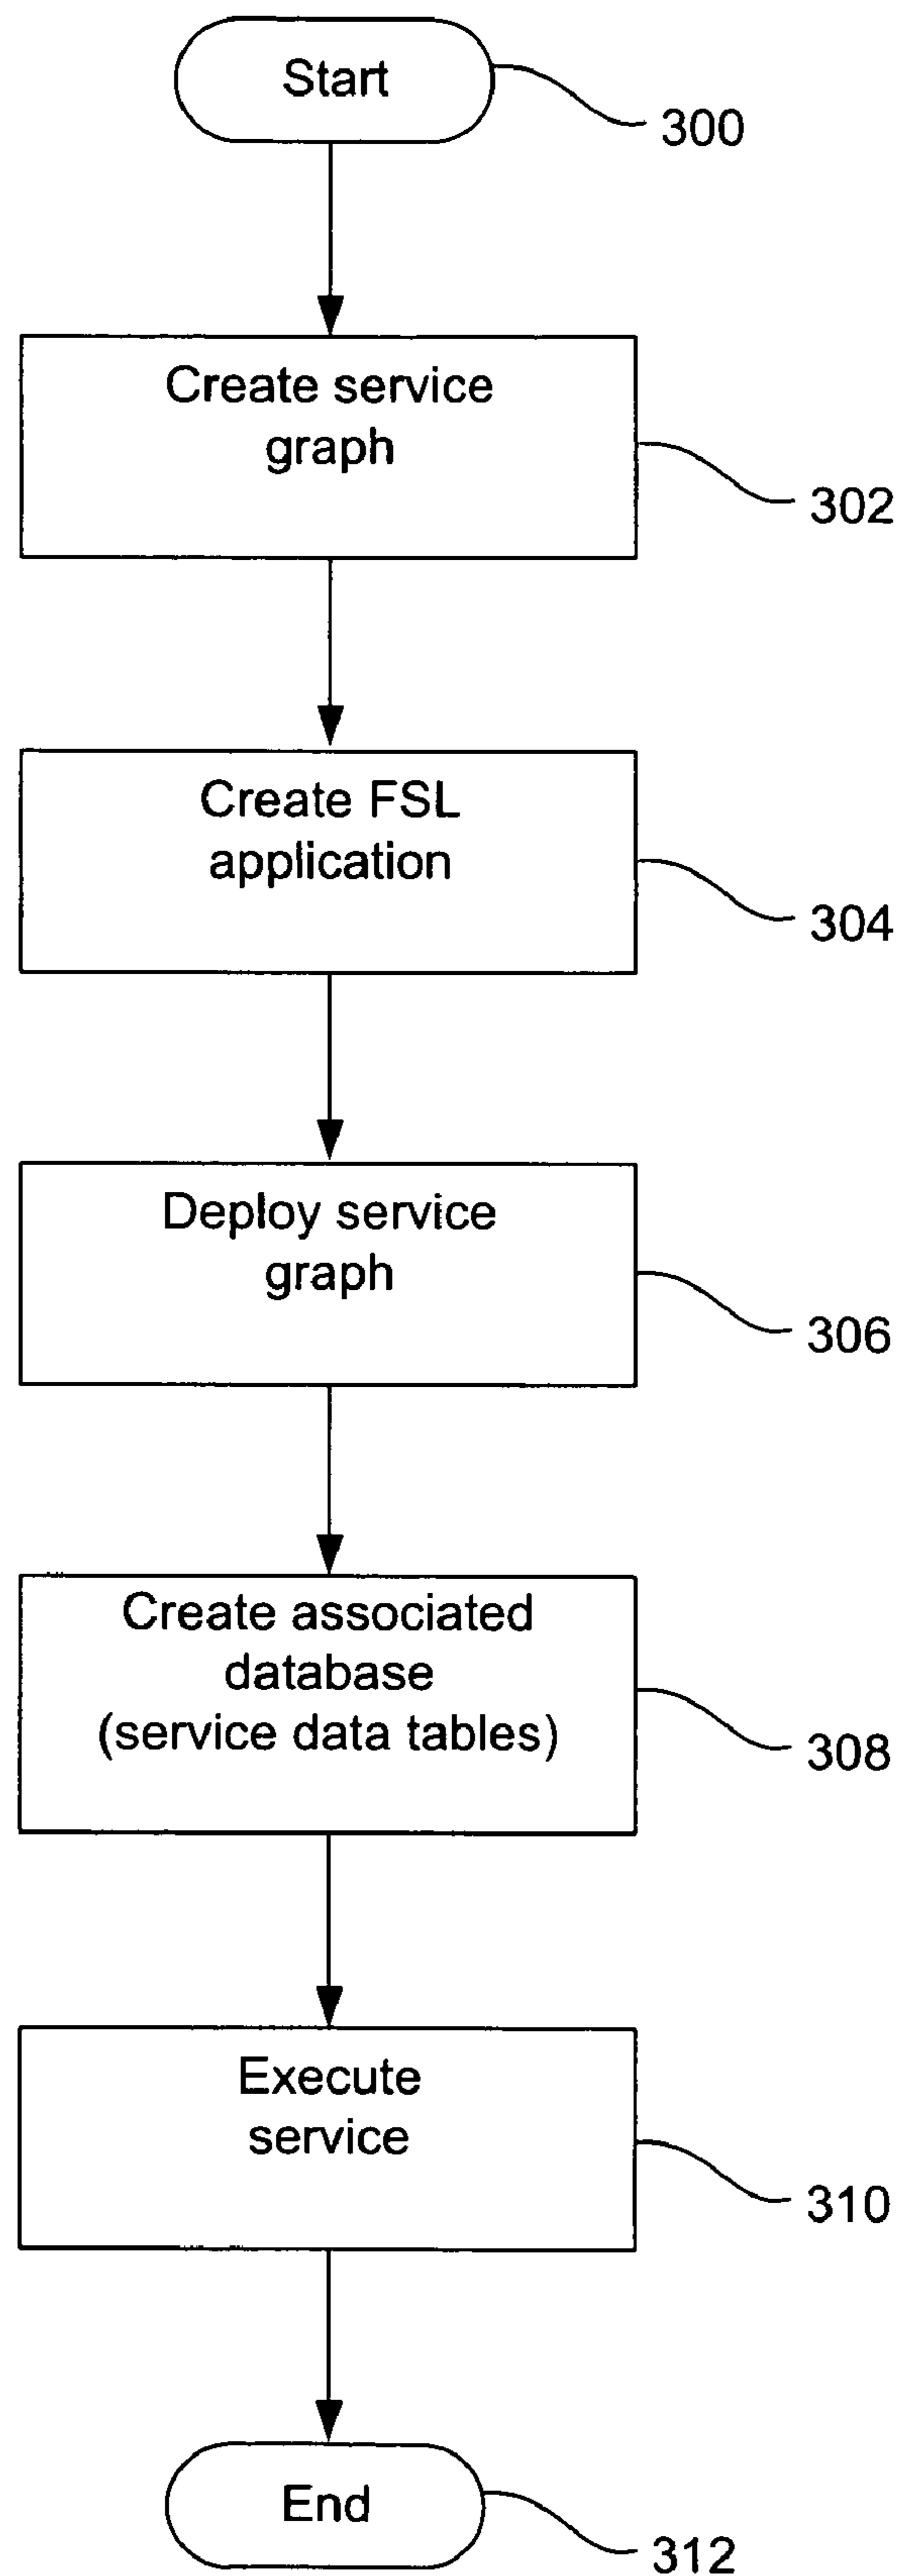 Start
300
Create service
graph
302
Create FSL
application
304
Deploy service
graph
306
Create associated
database
(service data tables)
308
Execute
service
310
End
312